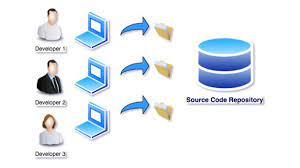 Developer 1)
Developer 2)
Developer 3)
Source Code Repository